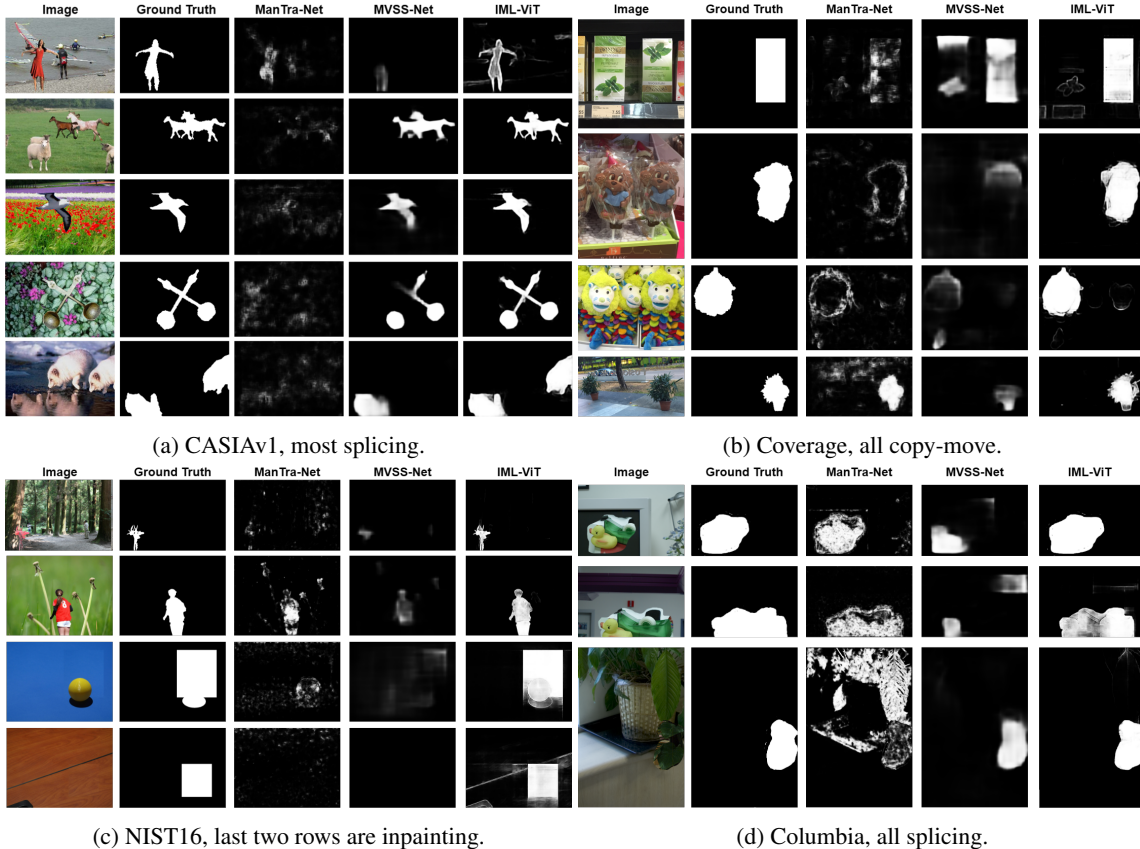 Image Ground Truth ManTra-Net MVSS-Net IML-ViT
(a) CASIAv1, most splicing.
Image Ground Truth ManTra-Net MVSS-Net IML-ViT
(b) Coverage, all copy-move.
Image Ground Truth ManTra-Net MVSS-Net IML-ViT
(c) NIST16, last two rows are inpainting.
Image Ground Truth ManTra-Net MVSS-Net IML-ViT
(d) Columbia, all splicing.